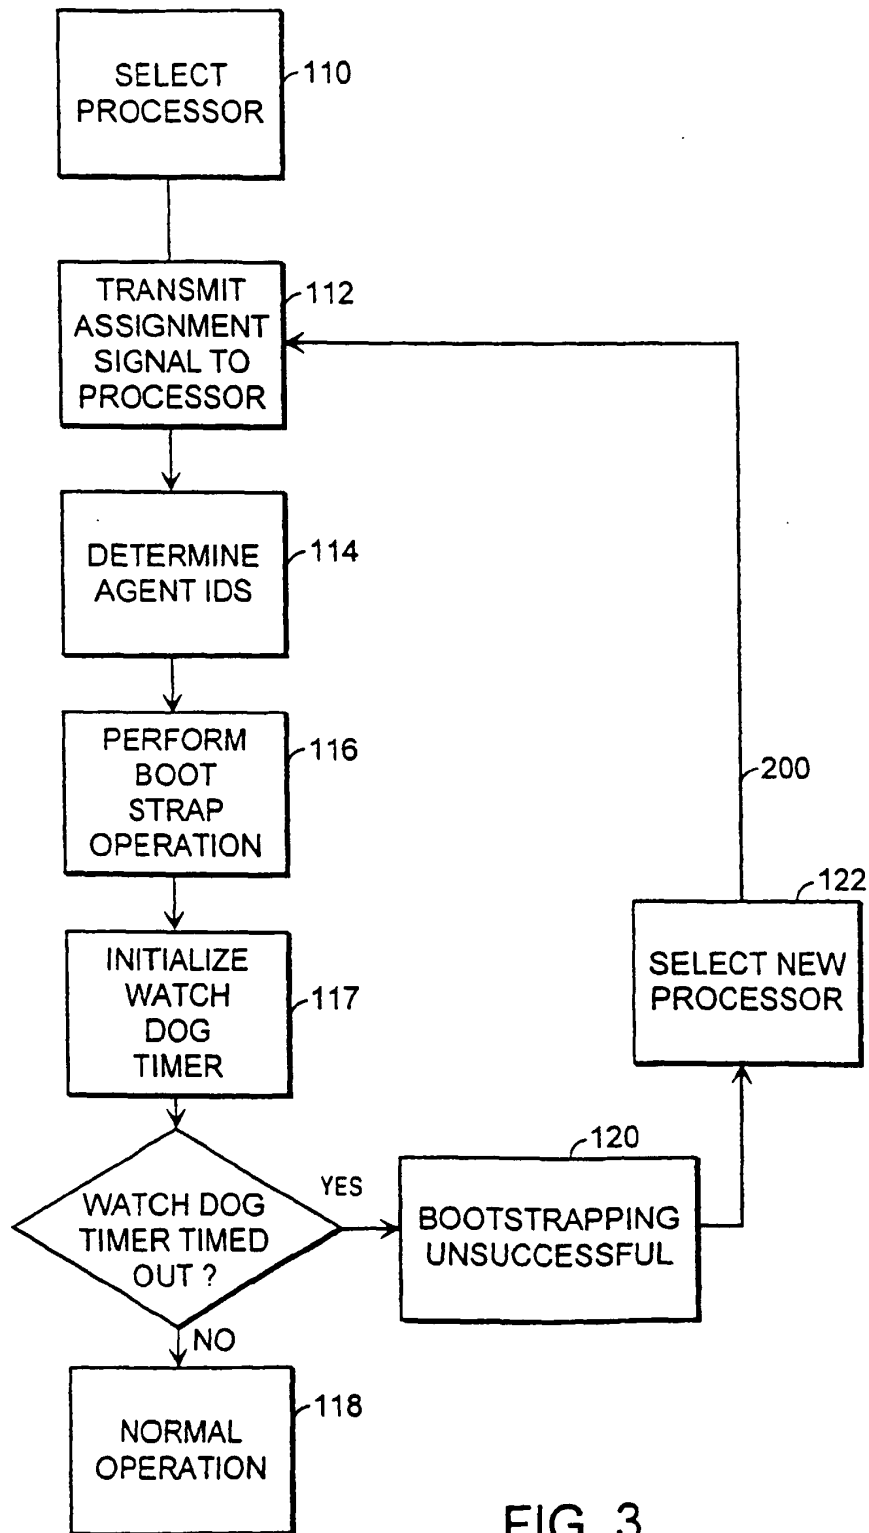 SELECT
PROCESSOR
110
TRANSMIT
ASSIGNMENT
SIGNAL TO
PROCESSOR
112
DETERMINE
AGENT IDS
114
PERFORM
BOOT
STRAP
OPERATION
116
200
122
SELECT NEW
PROCESSOR
INITIALIZE
WATCH
DOG
TIMER
117
WATCH DOG
TIMER TIMED
OUT ?
YES
120
BOOTSTRAPPING
UNSUCCESSFUL
NO
NORMAL
OPERATION
118
FIG. 3